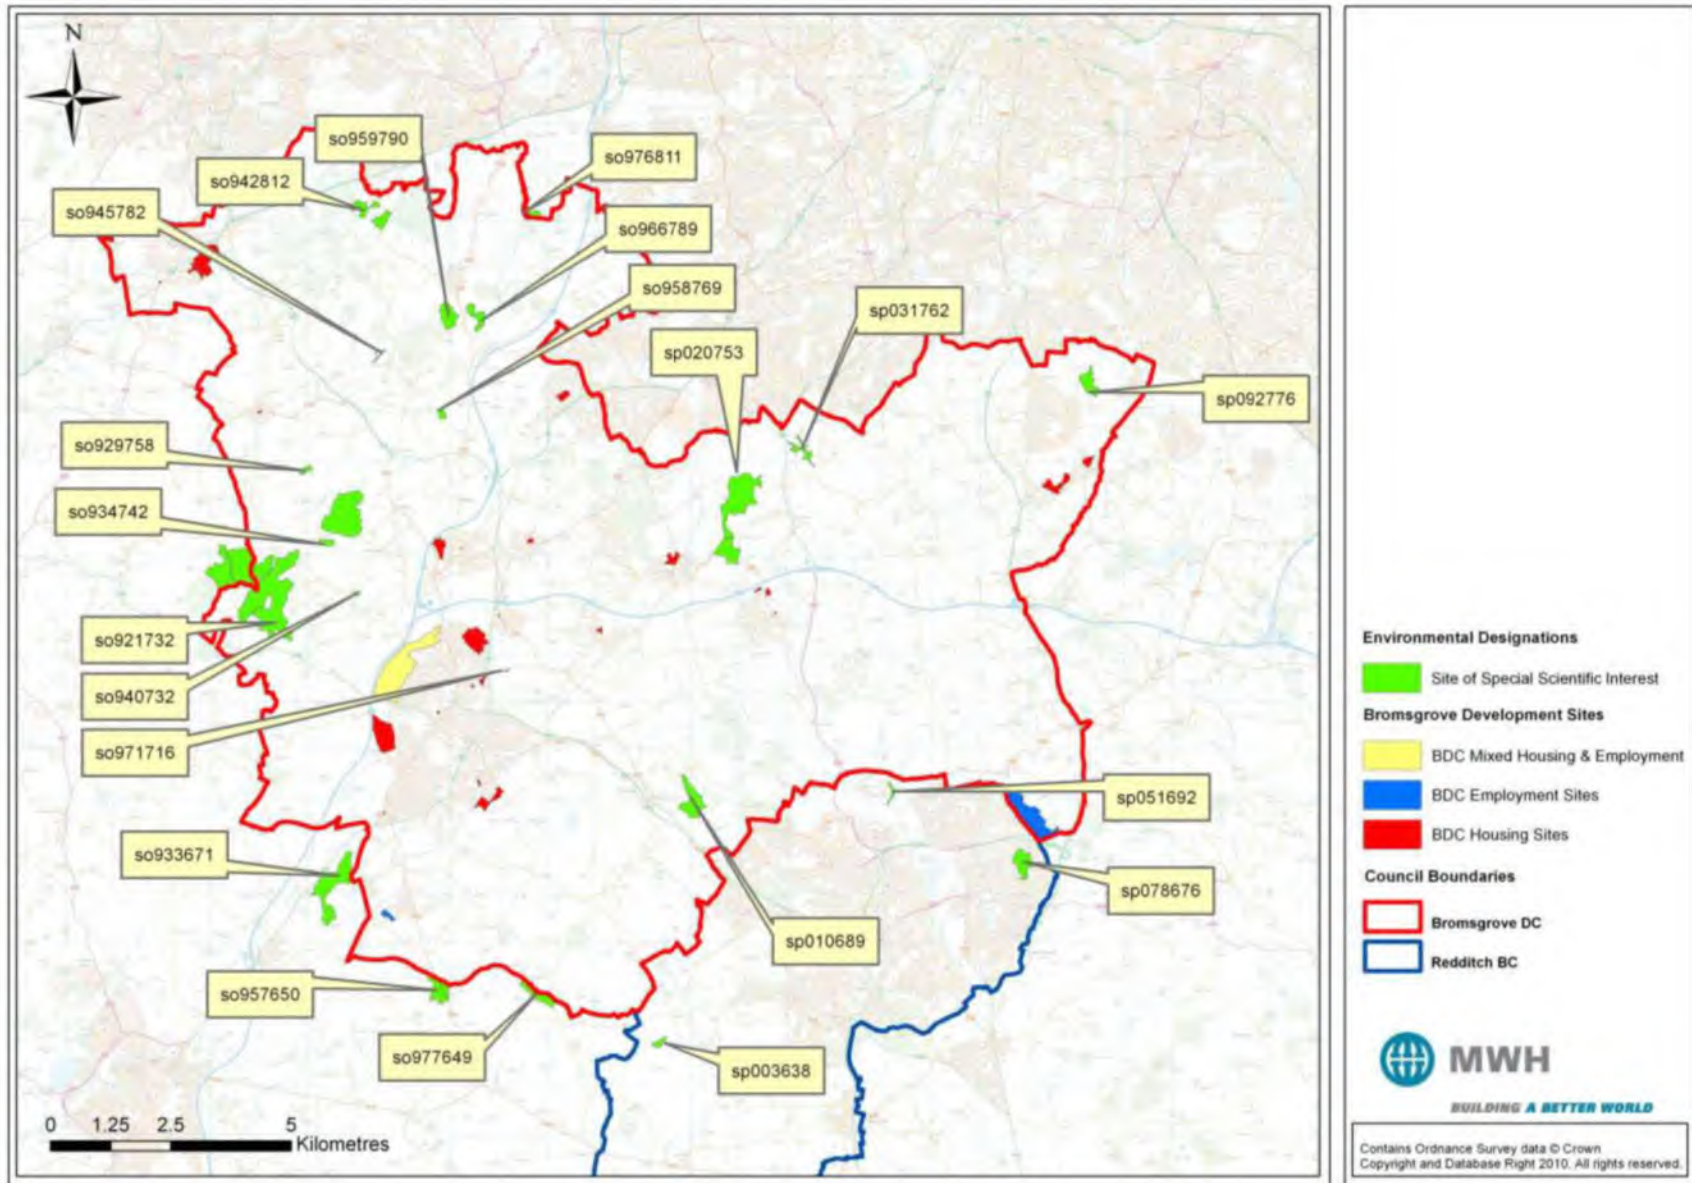 N
so959790
so976811
so942812
so945782
so966789
so958769
sp031762
sp020753
sp092776
so929758
so934742
so921732
so940732
so971716
sp051692
so933671
sp078676
sp010689
so957650
so977649
sp003638
0 1.25 2.5 5
Kilometres
Environmental Designations
Site of Special Scientific Interest
Bromsgrove Development Sites
BDC Mixed Housing & Employment
BDC Employment Sites
BDC Housing Sites
Council Boundaries
Bromsgrove DC
Redditch BC
MWH
BUILDING A BETTER WORLD
Contains Ordnance Survey data © Crown
Copyright and Database Right 2010. All rights reserved.